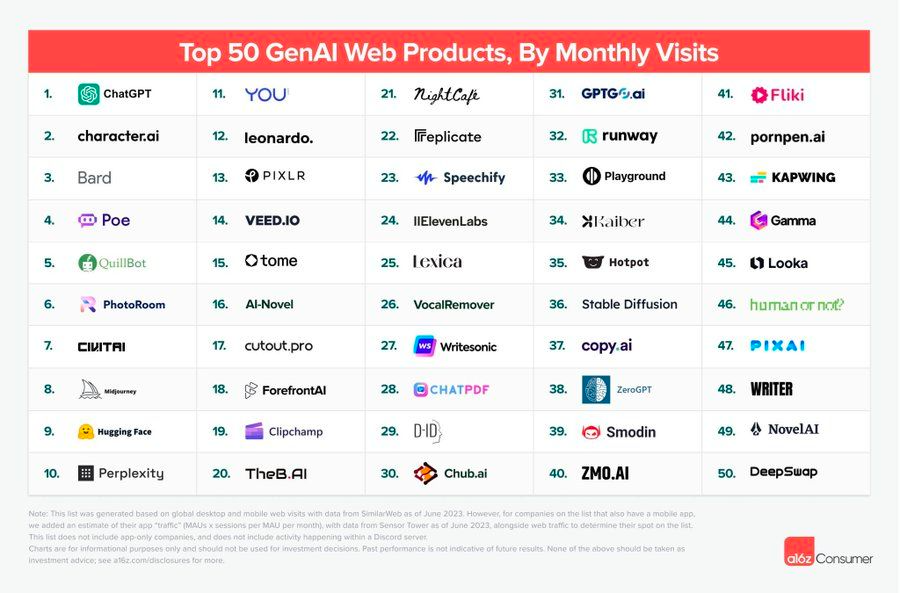 Top 50 GenAI Web Products, By Monthly Visits
1. ChatGPT
2. character.ai
3. Bard
4. Poe
5. QuillBot
6. PhotoRoom
7. CIVITAI
8. Midjourney
9. Hugging Face
10. Perplexity
11. YOU
12. leonardo.
13. PIXLR
14. VEED.IO
15. tome
16. AI-Novel
17. cutout.pro
18. ForefrontAI
19. Clipchamp
20. TheB.AI
21. NightCafe
22. replicate
23. Speechify
24. IIElevenLabs
25. Lexica
26. VocalRemover
27. WS Writesonic
28. CHATPDF
29. D-ID
30. Chub.ai
31. GPTGO.ai
32. runway
33. Playground
34. Kaiber
35. Hotpot
36. Stable Diffusion
37. copy.ai
38. ZeroGPT
39. Smodin
40. ZMO.AI
41. Fliki
42. pornpen.ai
43. KAPWING
44. Gamma
45. Looka
46. human or not?
47. PIXAI
48. WRITER
49. NovelAI
50. DeepSwap
Note: This list was generated based on global desktop and mobile web visits with data from SimilarWeb as of June 2023. However, for companies on the list that also have a mobile app,
we added an estimate of their app "traffic" (MAUs x sessions per MAU per month), with data from Sensor Tower as of June 2023, alongside web traffic to determine their spot on the list.
This list does not include app-only companies, and does not include activity happening within a Discord server.
Charts are for informational purposes only and should not be used for investment decisions. Past performance is not indicative of future results. None of the above should be taken as
investment advice; see a16z.com/disclosures for more.
a16z Consumer